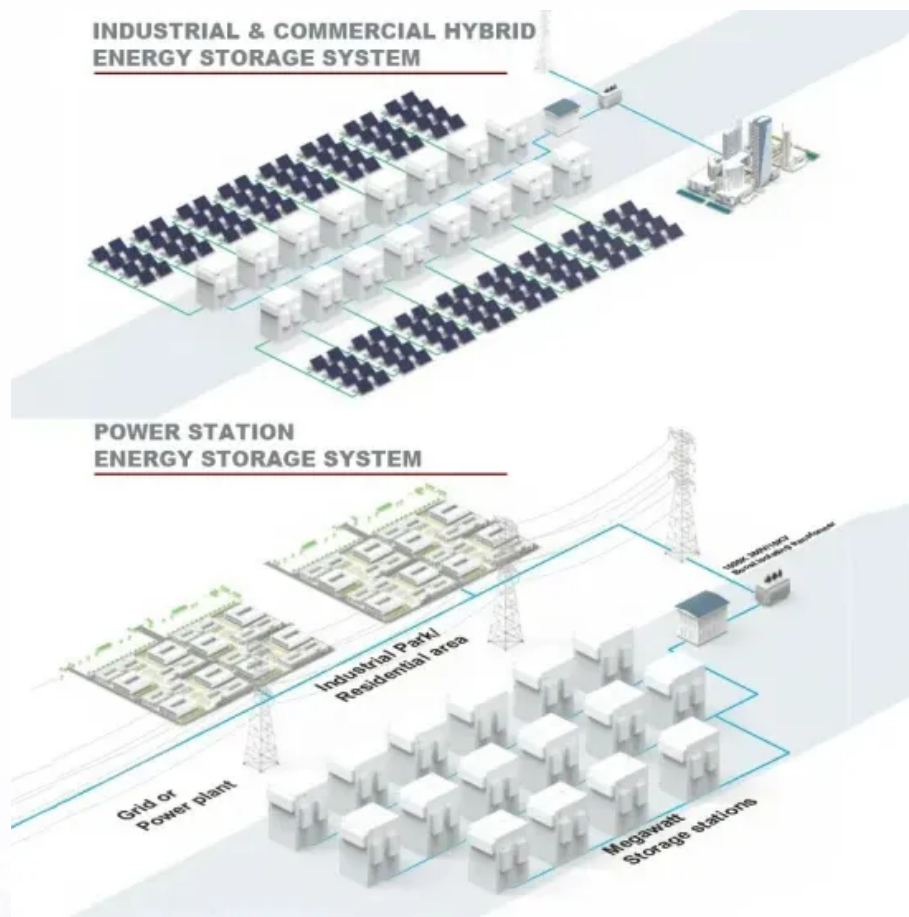 INDUSTRIAL & COMMERCIAL HYBRID
ENERGY STORAGE SYSTEM
POWER STATION
ENERGY STORAGE SYSTEM
Industrial Park/
Residential area
Grid or
Power plant
Megawatt
Storage stations